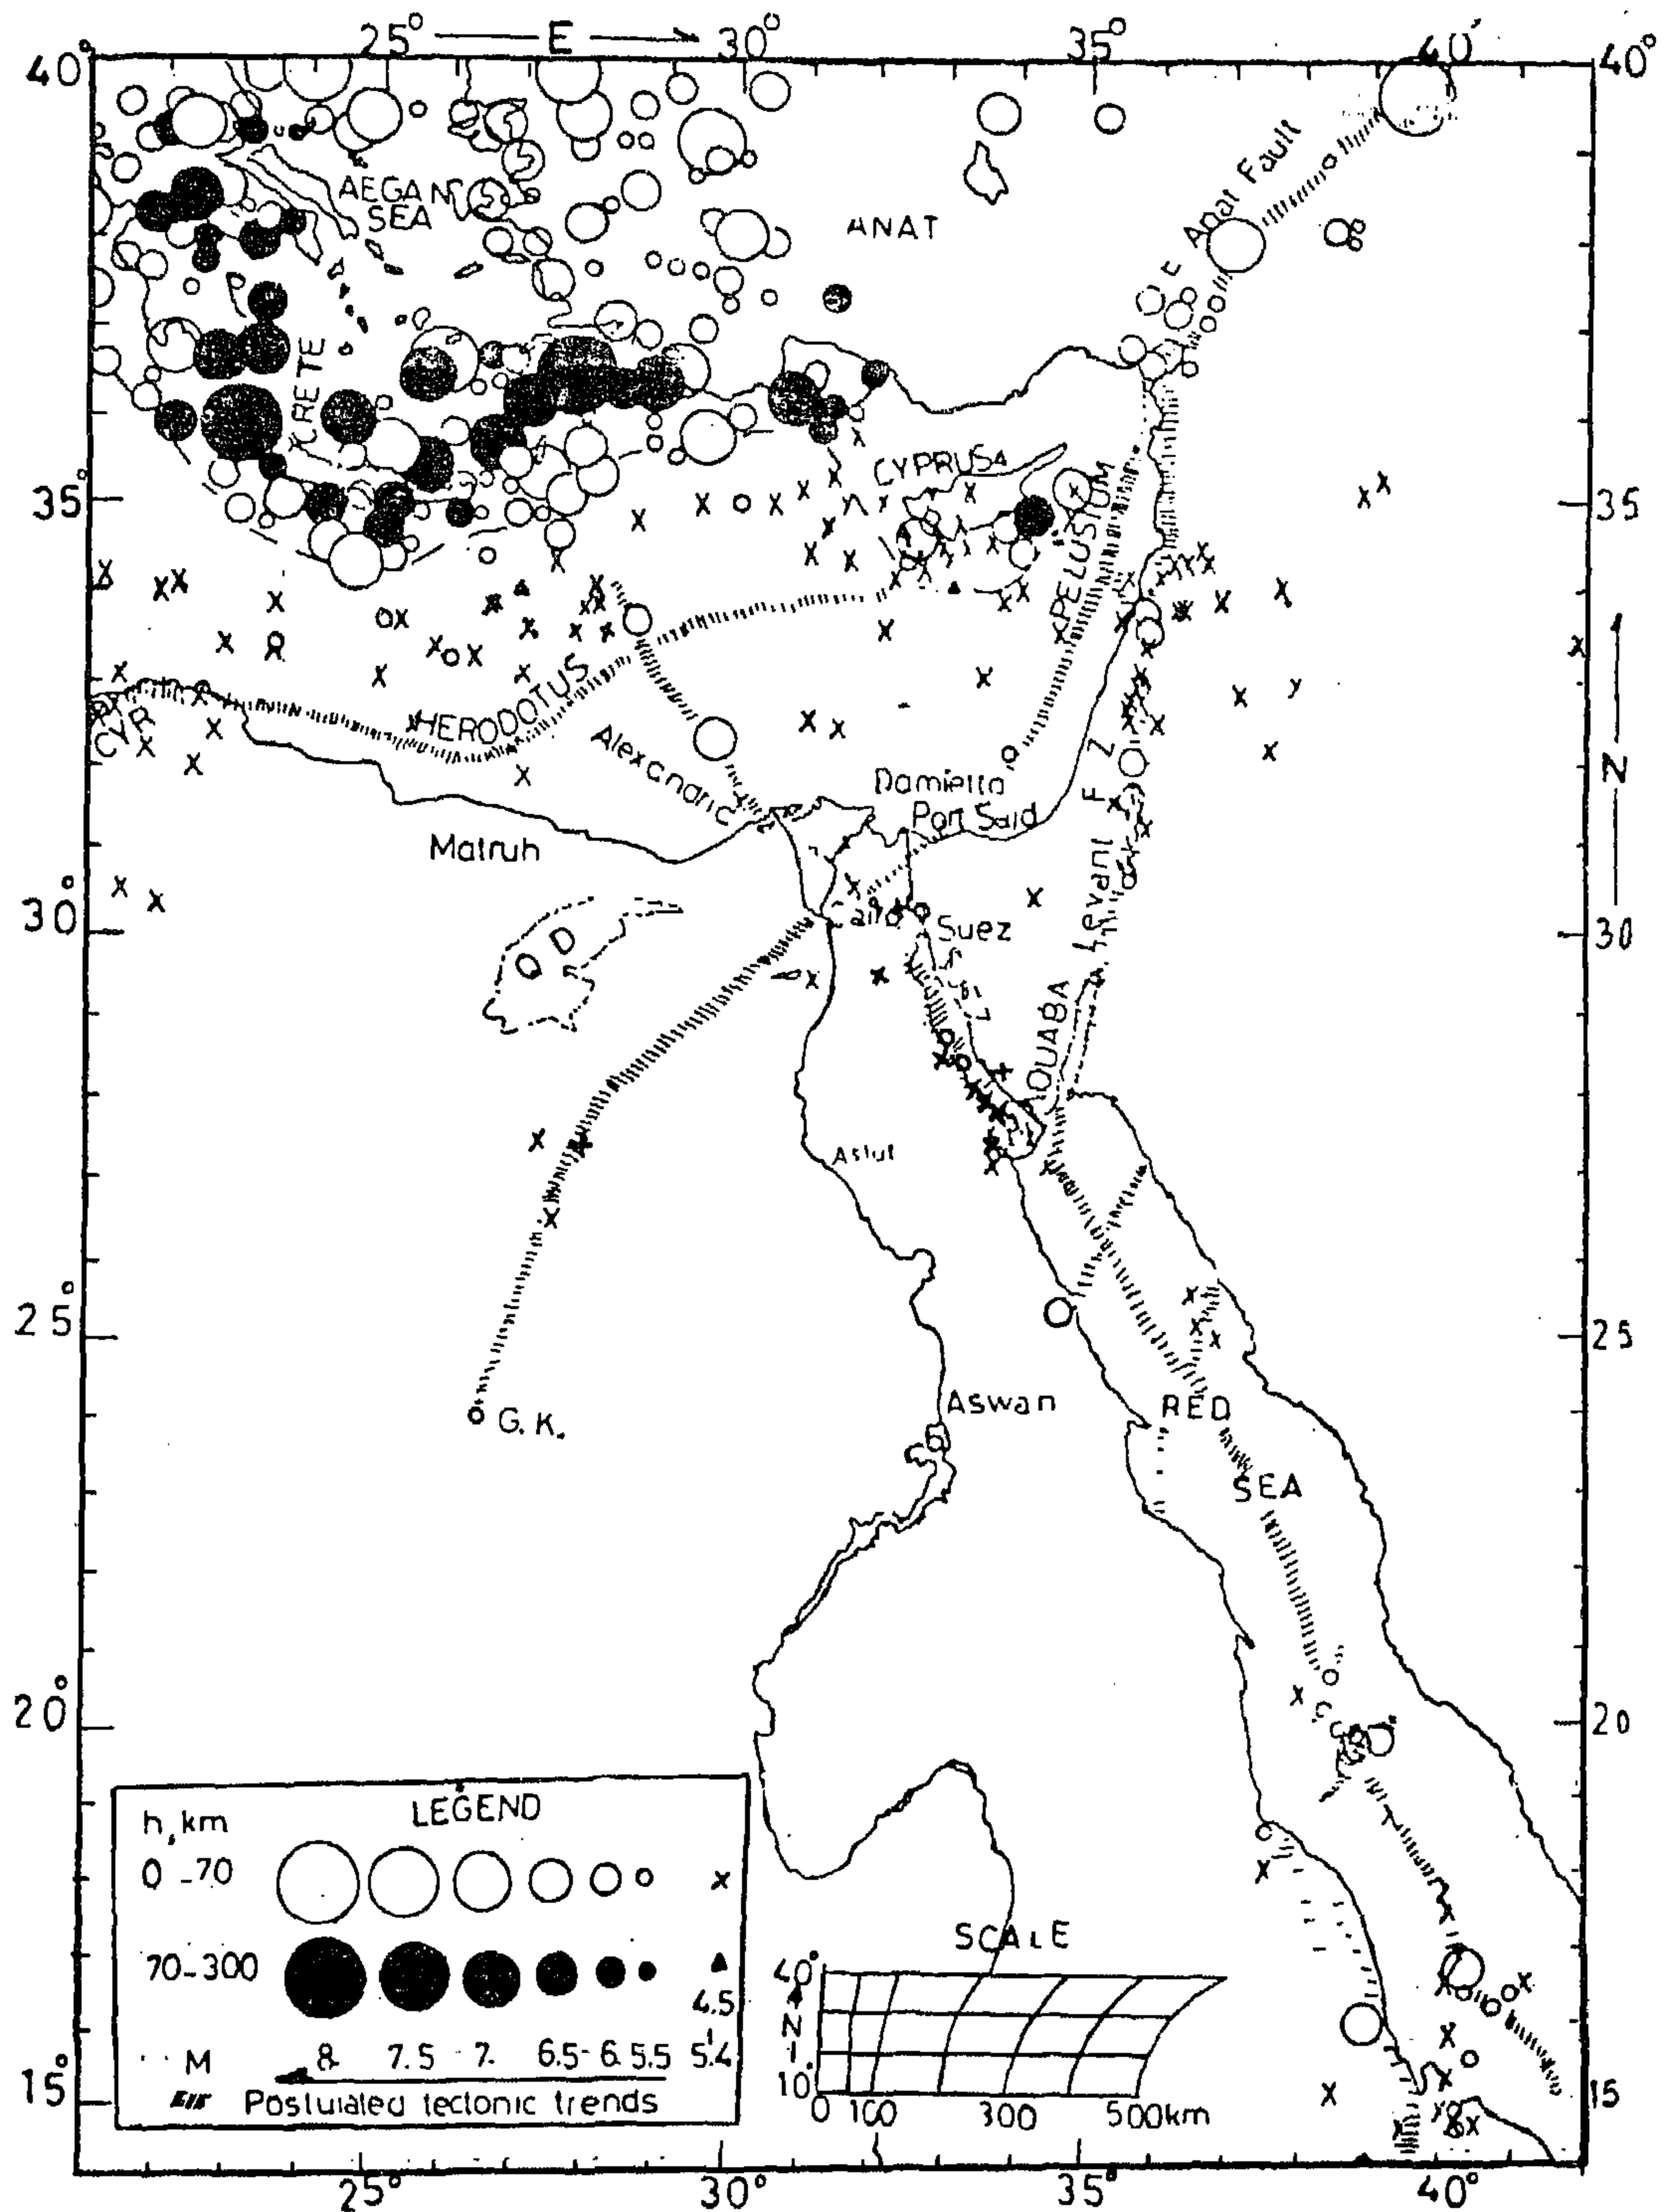 25° E 30° 35° 40°
40° 40°
AEGAN
SEA
ANAT
E Anat Fault
CRETE
CYPRUS
35° 35
PELUSIUM
HERODOTUS
CYR
Alexandria
Damietta
Port Said
Matruh
Levant F Z
N
30° 30
Cairo
Suez
Q D
QUABA
Asiut
25° 25
Aswan
G.K.
RED
SEA
20° 20
LEGEND
h, km
0 - 70 x
70-300 ▲
4.5
M 8. 7.5 7. 6.5 6. 5.5 5.4
Postulated tectonic trends
SCALE
40°
N
10°
0 100 300 500km
15° 15
25° 30° 35° 40°